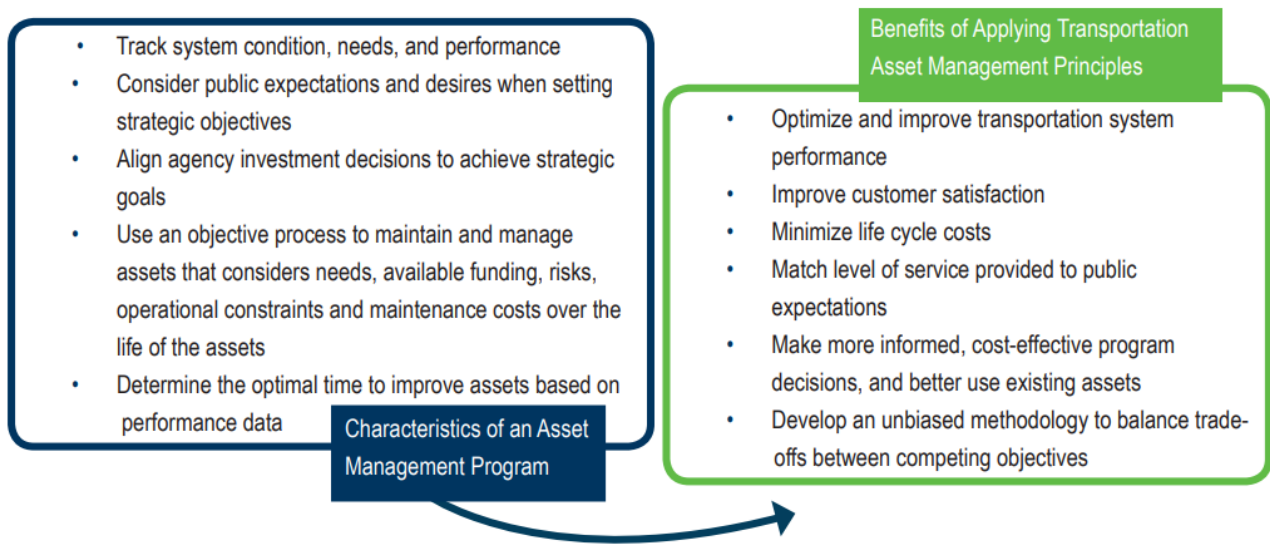 • Track system condition, needs, and performance
• Consider public expectations and desires when setting
strategic objectives
• Align agency investment decisions to achieve strategic
goals
• Use an objective process to maintain and manage
assets that considers needs, available funding, risks,
operational constraints and maintenance costs over the
life of the assets
• Determine the optimal time to improve assets based on
performance data
Characteristics of an Asset
Management Program
Benefits of Applying Transportation
Asset Management Principles
• Optimize and improve transportation system
performance
• Improve customer satisfaction
• Minimize life cycle costs
• Match level of service provided to public
expectations
• Make more informed, cost-effective program
decisions, and better use existing assets
• Develop an unbiased methodology to balance trade-
offs between competing objectives